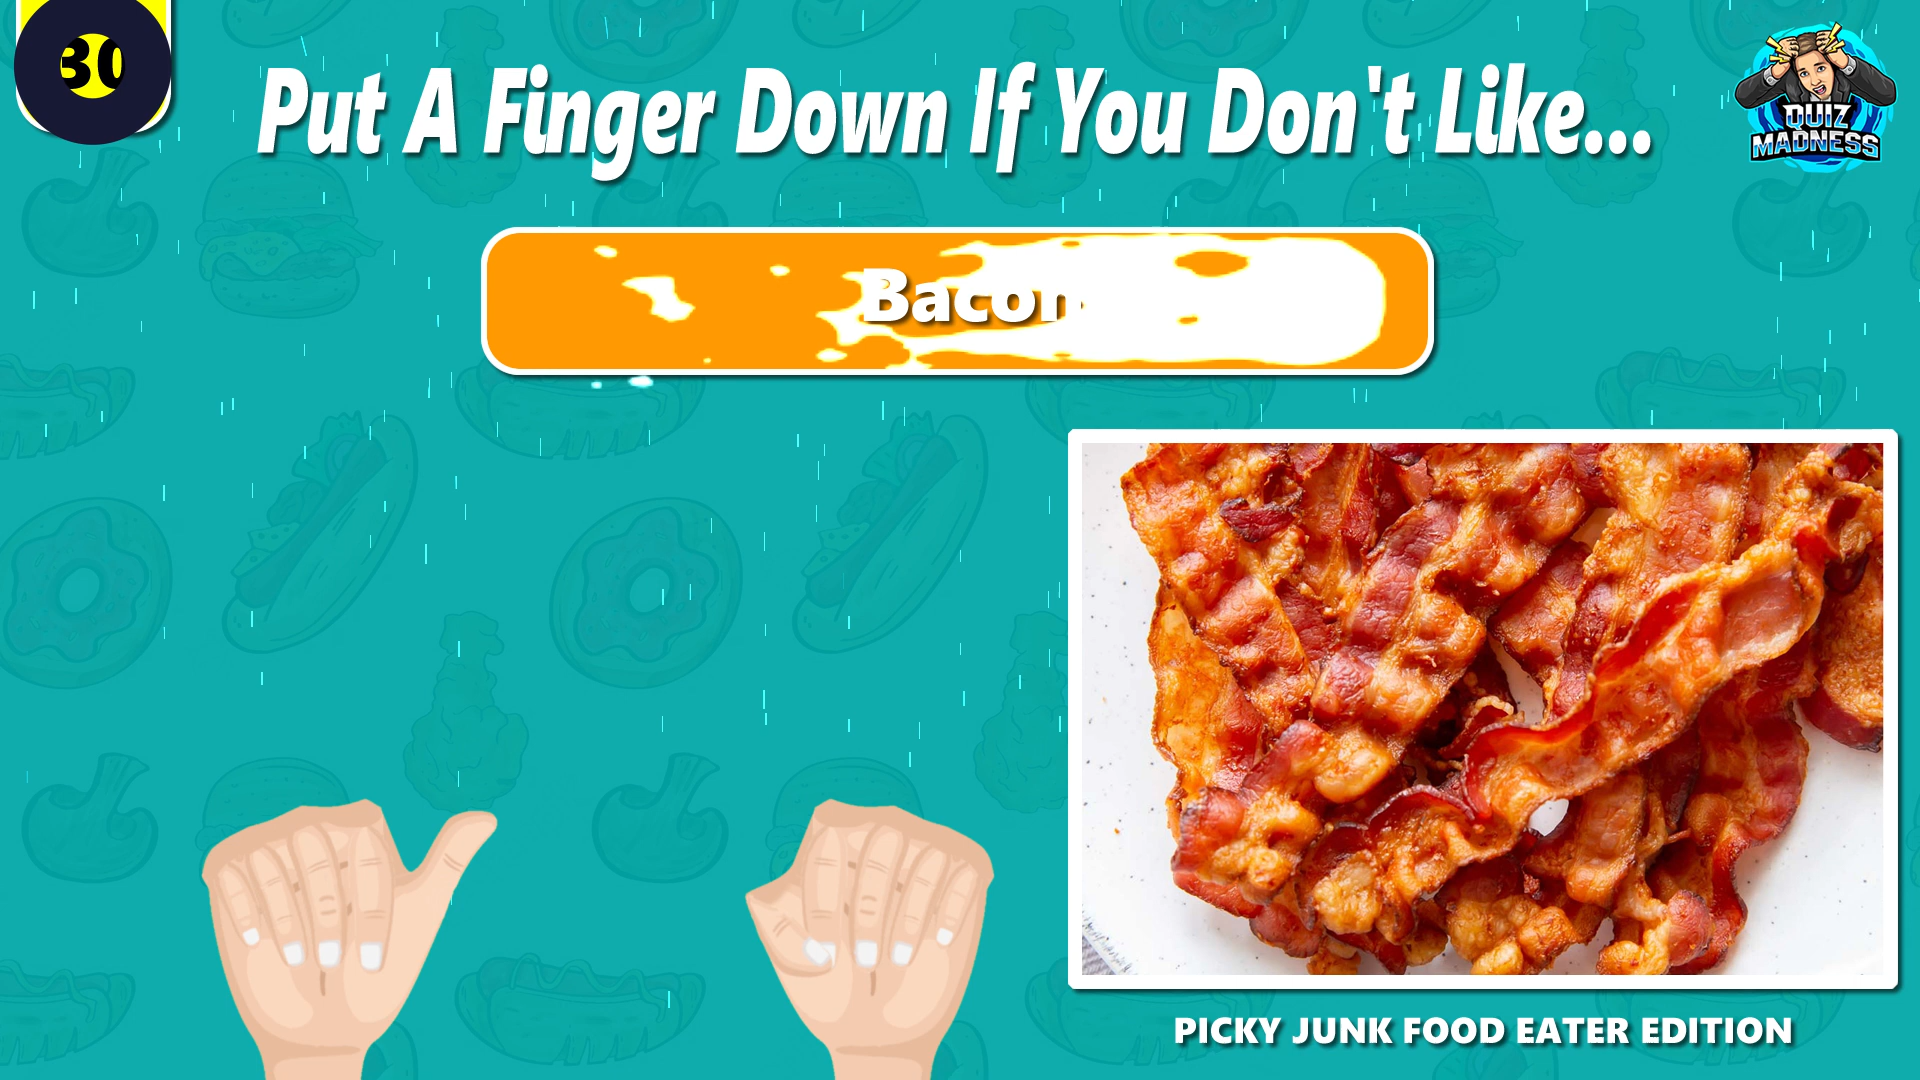 30
Put A Finger Down If You Don't Like...
QUIZ
MADNESS
Bacon
PICKY JUNK FOOD EATER EDITION